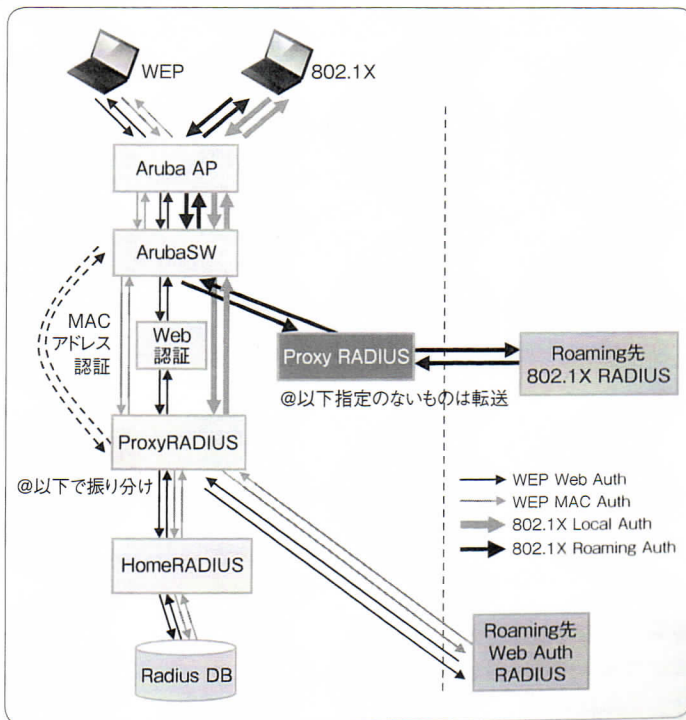 WEP
802.1X
Aruba AP
ArubaSW
MAC
アドレス
認証
Web
認証
Proxy RADIUS
Roaming先
802.1X RADIUS
@以下指定のないものは転送
ProxyRADIUS
@以下で振り分け
WEP Web Auth
WEP MAC Auth
802.1X Local Auth
802.1X Roaming Auth
HomeRADIUS
Roaming先
Web Auth
RADIUS
Radius DB